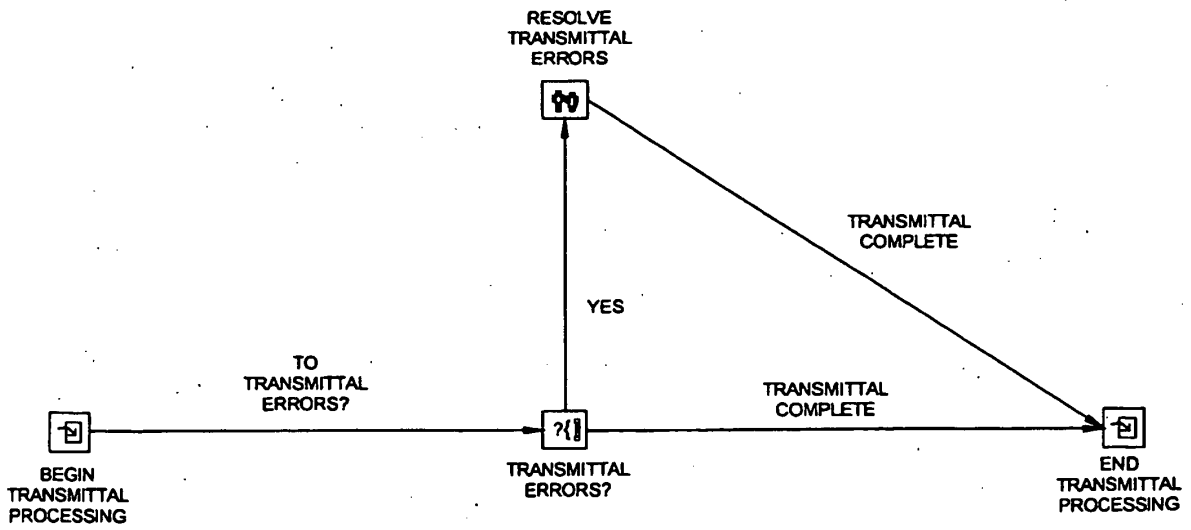 RESOLVE
TRANSMITTAL
ERRORS
TRANSMITTAL
COMPLETE
YES
TO
TRANSMITTAL
ERRORS?
TRANSMITTAL
COMPLETE
?{]
BEGIN
TRANSMITTAL
PROCESSING
TRANSMITTAL
ERRORS?
END
TRANSMITTAL
PROCESSING